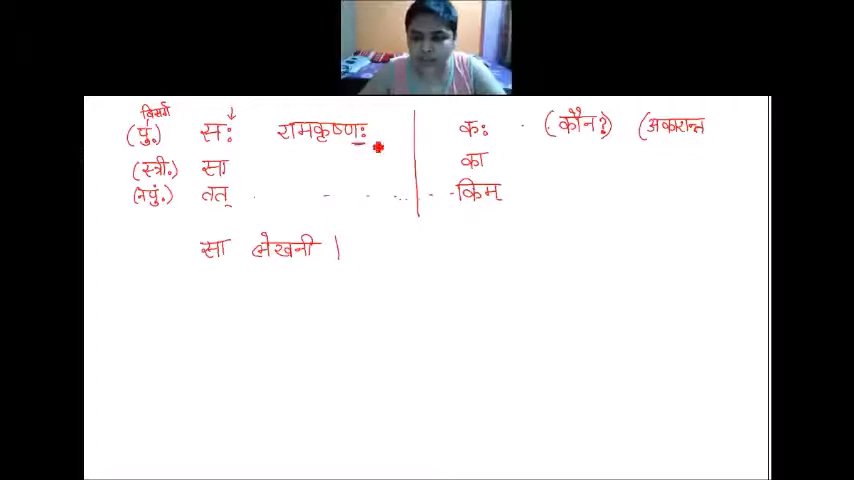 विसर्ग
(पुं.) सः रामकृष्णः कः (कौन?) (अकारान्त
(स्त्री.) सा का
(नपुं.) तत् किम्
सा लेखनी ।